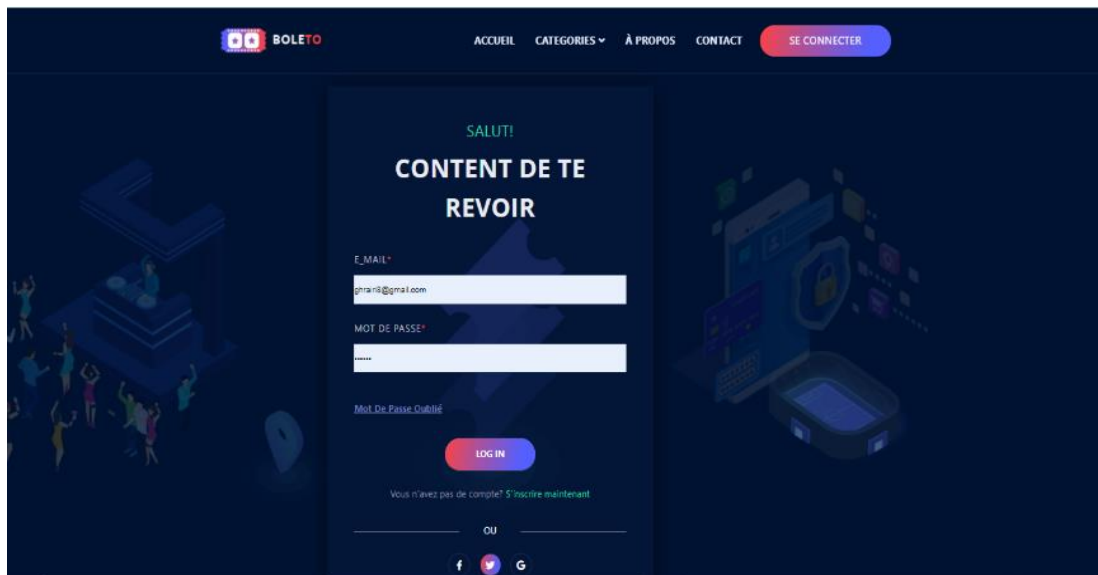 BOLETO
ACCUEIL CATEGORIES À PROPOS CONTACT SE CONNECTER
SALUT!
CONTENT DE TE
REVOIR
E_MAIL*
ghrairi8@gmail.com
MOT DE PASSE*
Mot De Passe Oublié
LOG IN
Vous n'avez pas de compte? S''inscrire maintenant
OU
f G